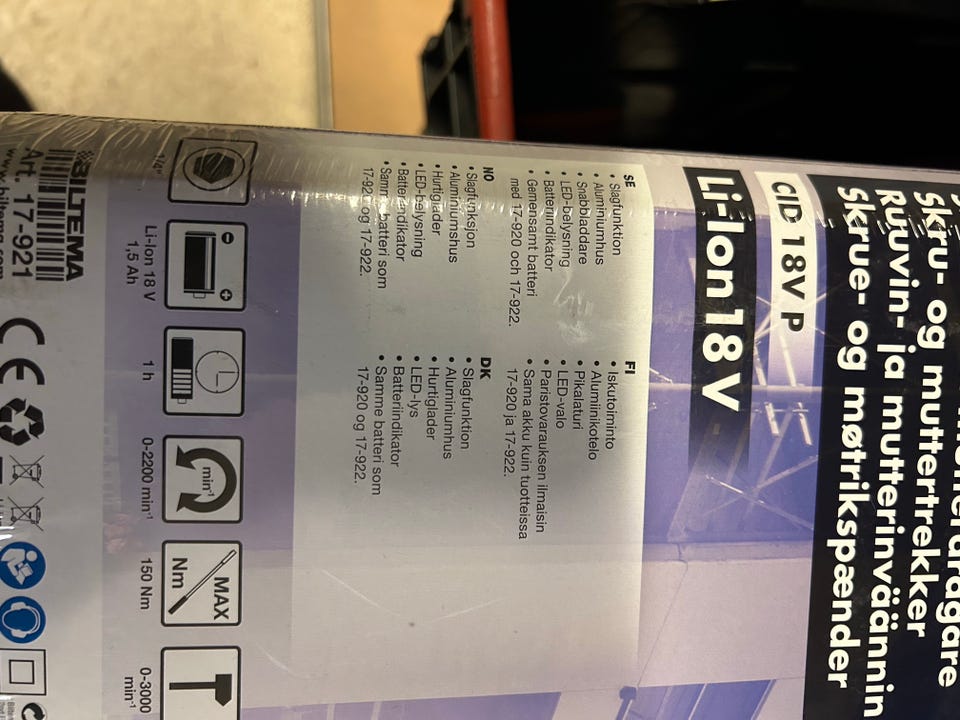 Skru- og muttertrekker
Ruuvin- ja mutterinväännin
Skrue- og møtrikspænder
CID 18V P
Li-Ion 18 V
SE
• Slagfunktion
• Aluminiumhus
• Snabbladdare
• LED-belysning
• Batteriindikator
• Gemensamt batteri
med 17-920 och 17-922.
FI
• Iskutoiminto
• Alumiinikotelo
• Pikalaturi
• LED-valo
• Paristovarauksen ilmaisin
• Sama akku kuin tuotteissa
17-920 ja 17-922.
NO
• Slagfunksjon
• Aluminiumshus
• Hurtiglader
• LED-belysning
• Batteriindikator
• Samme batteri som
17-920 og 17-922.
DK
• Slagfunktion
• Aluminiumhus
• Hurtiglader
• LED-lys
• Batteriindikator
• Samme batteri som
17-920 og 17-922.
min-¹
MAX
Nm
1/4"
Li-Ion 18 V
1,5 Ah
1 h
0-2200 min-¹
150 Nm
0-3000
min-¹
BILTEMA
Art. 17-921
CE